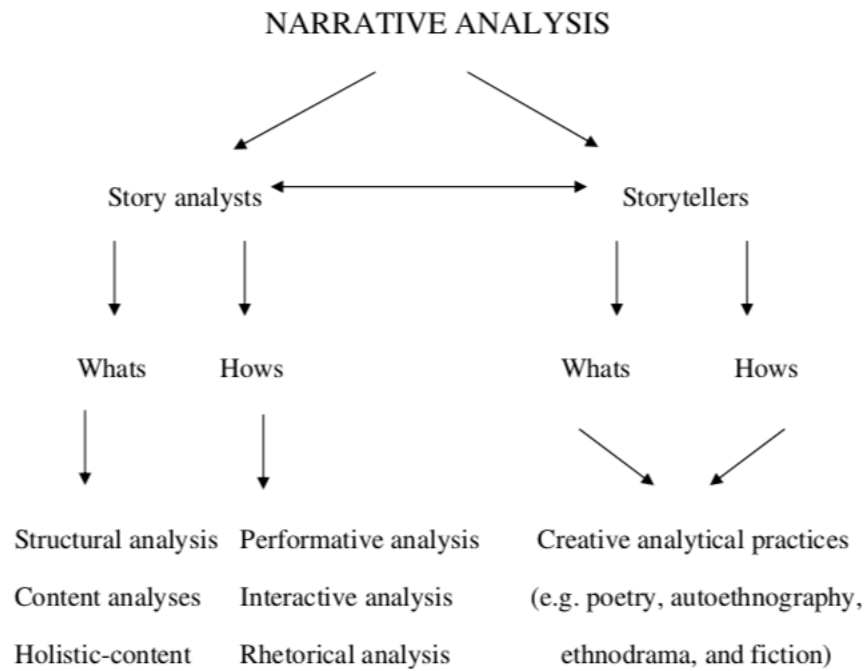 NARRATIVE ANALYSIS
Story analysts
Storytellers
Whats
Hows
Whats
Hows
Structural analysis
Performative analysis
Creative analytical practices
Content analyses
Interactive analysis
(e.g. poetry, autoethnography,
Holistic-content
Rhetorical analysis
ethnodrama, and fiction)